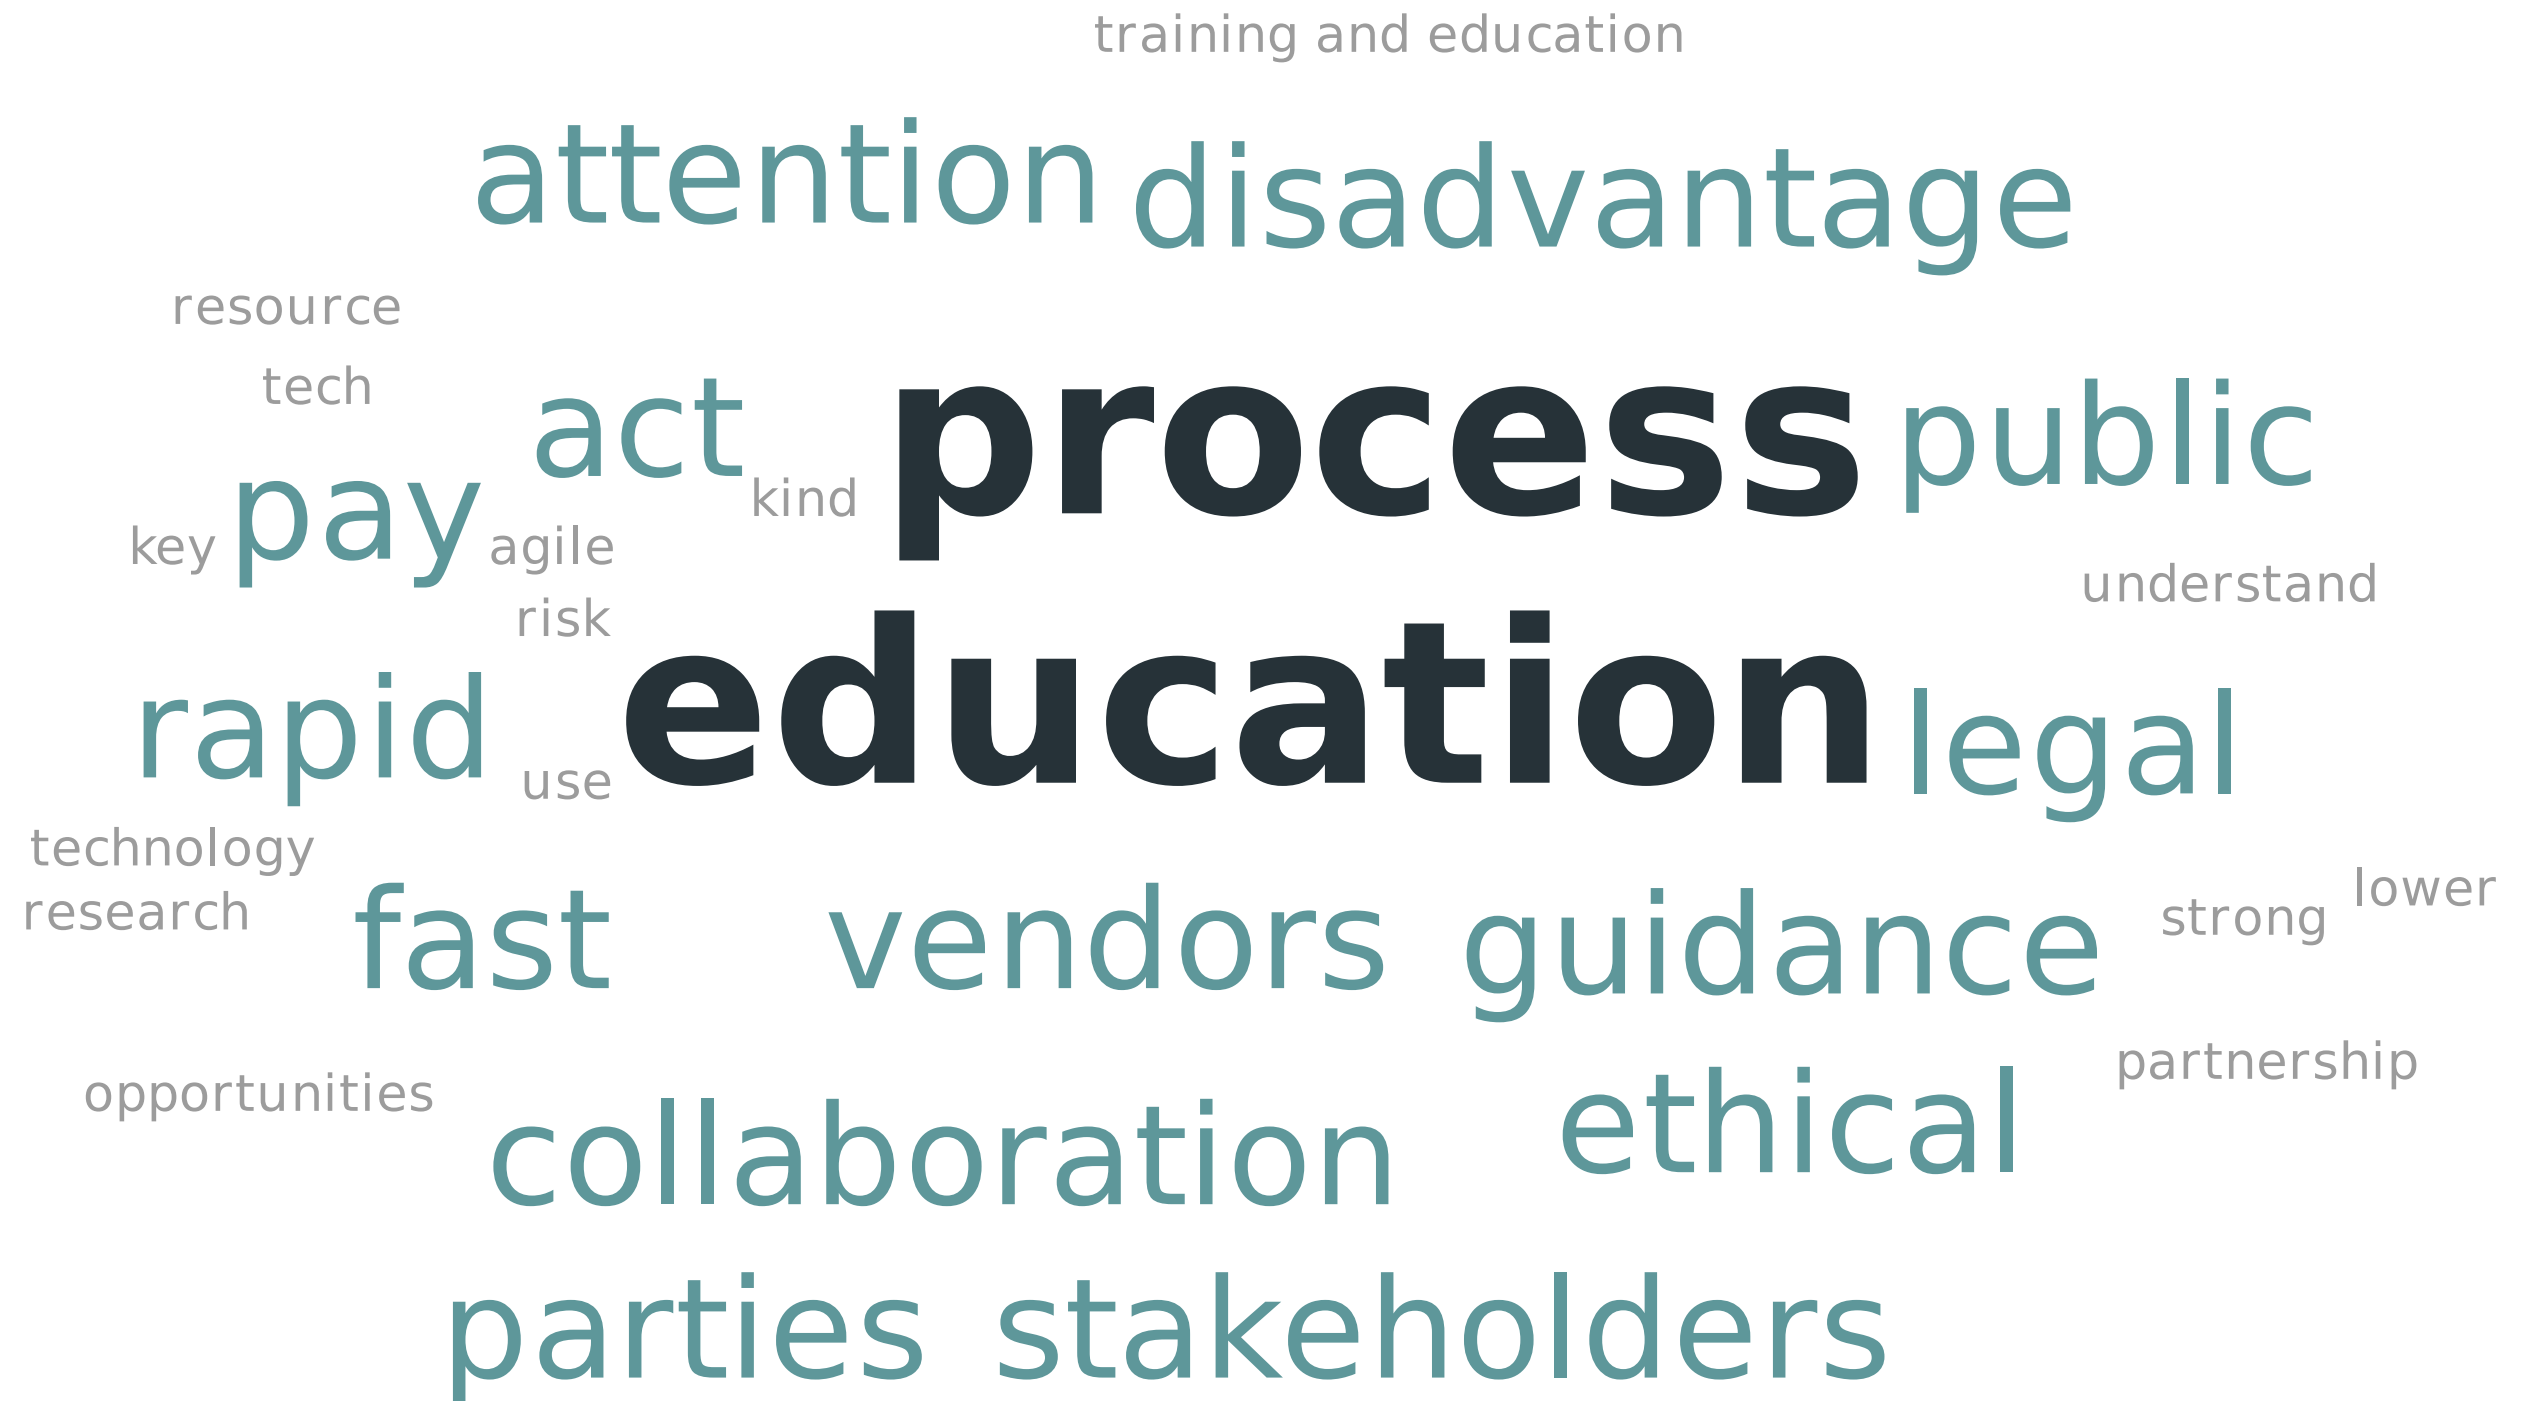 training and education
attention disadvantage
resource
tech
act process public
kind
key pay agile
understand
risk
education
rapid legal
use
technology
lower
research fast vendors guidance strong
partnership
opportunities
collaboration ethical
parties stakeholders